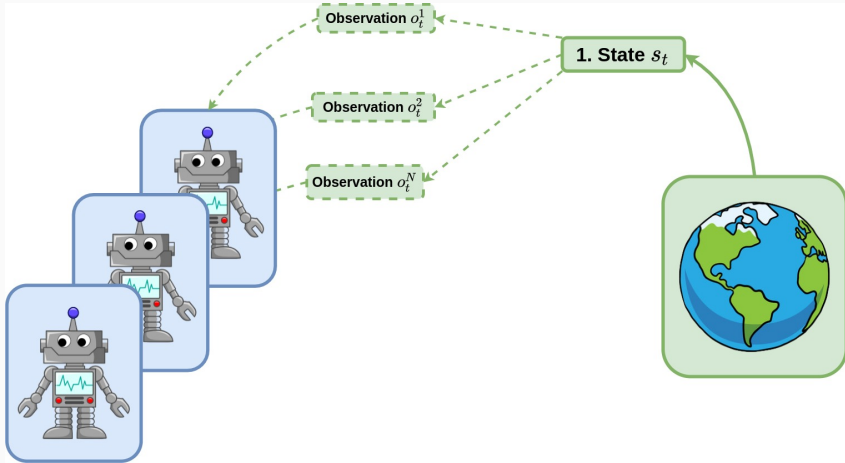 Observation $o_t^1$
1. State $s_t$
Observation $o_t^2$
Observation $o_t^N$